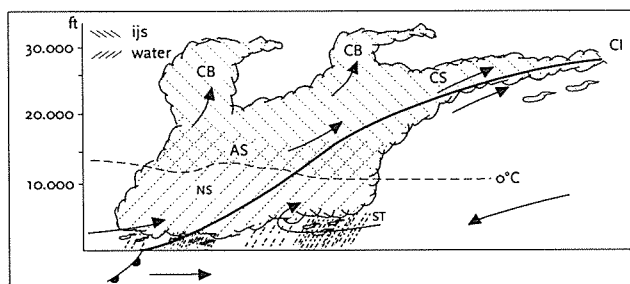 ft
ijs
water
30.000
CB
CB
CI
CS
20.000
AS
10.000
NS
0°C
ST